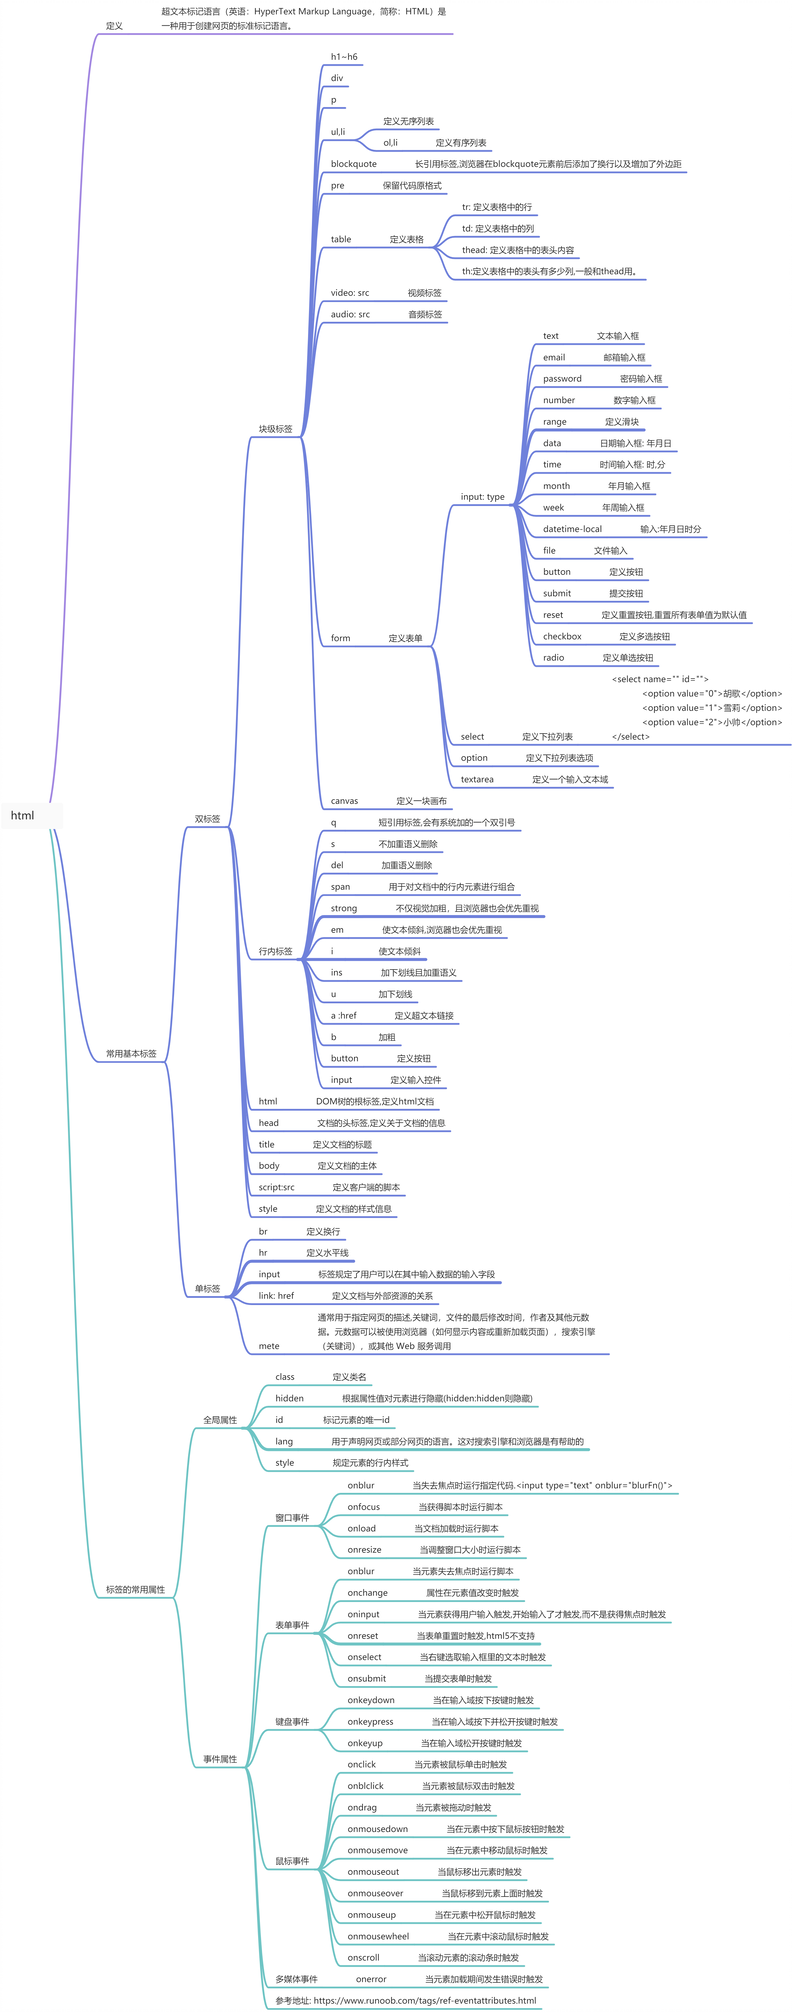 html
定义
超文本标记语言（英语：HyperText Markup Language，简称：HTML）是
一种用于创建网页的标准标记语言。
常用基本标签
双标签
块级标签
h1~h6
div
p
ul,li
定义无序列表
ol,li 定义有序列表
blockquote 长引用标签,浏览器在blockquote元素前后添加了换行以及增加了外边距
pre 保留代码原格式
table 定义表格
tr: 定义表格中的行
td: 定义表格中的列
thead: 定义表格中的表头内容
th:定义表格中的表头有多少列,一般和thead用。
video: src 视频标签
audio: src 音频标签
form 定义表单
input: type
text 文本输入框
email 邮箱输入框
password 密码输入框
number 数字输入框
range 定义滑块
data 日期输入框: 年月日
time 时间输入框: 时,分
month 年月输入框
week 年周输入框
datetime-local 输入:年月日时分
file 文件输入
button 定义按钮
submit 提交按钮
reset 定义重置按钮,重置所有表单值为默认值
checkbox 定义多选按钮
radio 定义单选按钮
select 定义下拉列表
<select name="" id="">
<option value="0">胡歌</option>
<option value="1">雪莉</option>
<option value="2">小帅</option>
</select>
option 定义下拉列表选项
textarea 定义一个输入文本域
canvas 定义一块画布
行内标签
q 短引用标签,会有系统加的一个双引号
s 不加重语义删除
del 加重语义删除
span 用于对文档中的行内元素进行组合
strong 不仅视觉加粗，且浏览器也会优先重视
em 使文本倾斜,浏览器也会优先重视
i 使文本倾斜
ins 加下划线且加重语义
u 加下划线
a :href 定义超文本链接
b 加粗
button 定义按钮
input 定义输入控件
html DOM树的根标签,定义html文档
head 文档的头标签,定义关于文档的信息
title 定义文档的标题
body 定义文档的主体
script:src 定义客户端的脚本
style 定义文档的样式信息
单标签
br 定义换行
hr 定义水平线
input 标签规定了用户可以在其中输入数据的输入字段
link: href 定义文档与外部资源的关系
mete
通常用于指定网页的描述,关键词，文件的最后修改时间，作者及其他元数
据。元数据可以被使用浏览器（如何显示内容或重新加载页面），搜索引擎
（关键词），或其他 Web 服务调用
标签的常用属性
全局属性
class 定义类名
hidden 根据属性值对元素进行隐藏(hidden:hidden则隐藏)
id 标记元素的唯一id
lang 用于声明网页或部分网页的语言。这对搜索引擎和浏览器是有帮助的
style 规定元素的行内样式
事件属性
窗口事件
onblur 当失去焦点时运行指定代码.<input type="text" onblur="blurFn()">
onfocus 当获得脚本时运行脚本
onload 当文档加载时运行脚本
onresize 当调整窗口大小时运行脚本
表单事件
onblur 当元素失去焦点时运行脚本
onchange 属性在元素值改变时触发
oninput 当元素获得用户输入触发,开始输入了才触发,而不是获得焦点时触发
onreset 当表单重置时触发,html5不支持
onselect 当右键选取输入框里的文本时触发
onsubmit 当提交表单时触发
键盘事件
onkeydown 当在输入域按下按键时触发
onkeypress 当在输入域按下并松开按键时触发
onkeyup 当在输入域松开按键时触发
鼠标事件
onclick 当元素被鼠标单击时触发
onblclick 当元素被鼠标双击时触发
ondrag 当元素被拖动时触发
onmousedown 当在元素中按下鼠标按钮时触发
onmousemove 当在元素中移动鼠标时触发
onmouseout 当鼠标移出元素时触发
onmouseover 当鼠标移到元素上面时触发
onmouseup 当在元素中松开鼠标时触发
onmousewheel 当在元素中滚动鼠标时触发
onscroll 当滚动元素的滚动条时触发
多媒体事件 onerror 当元素加载期间发生错误时触发
参考地址: https://www.runoob.com/tags/ref-eventattributes.html